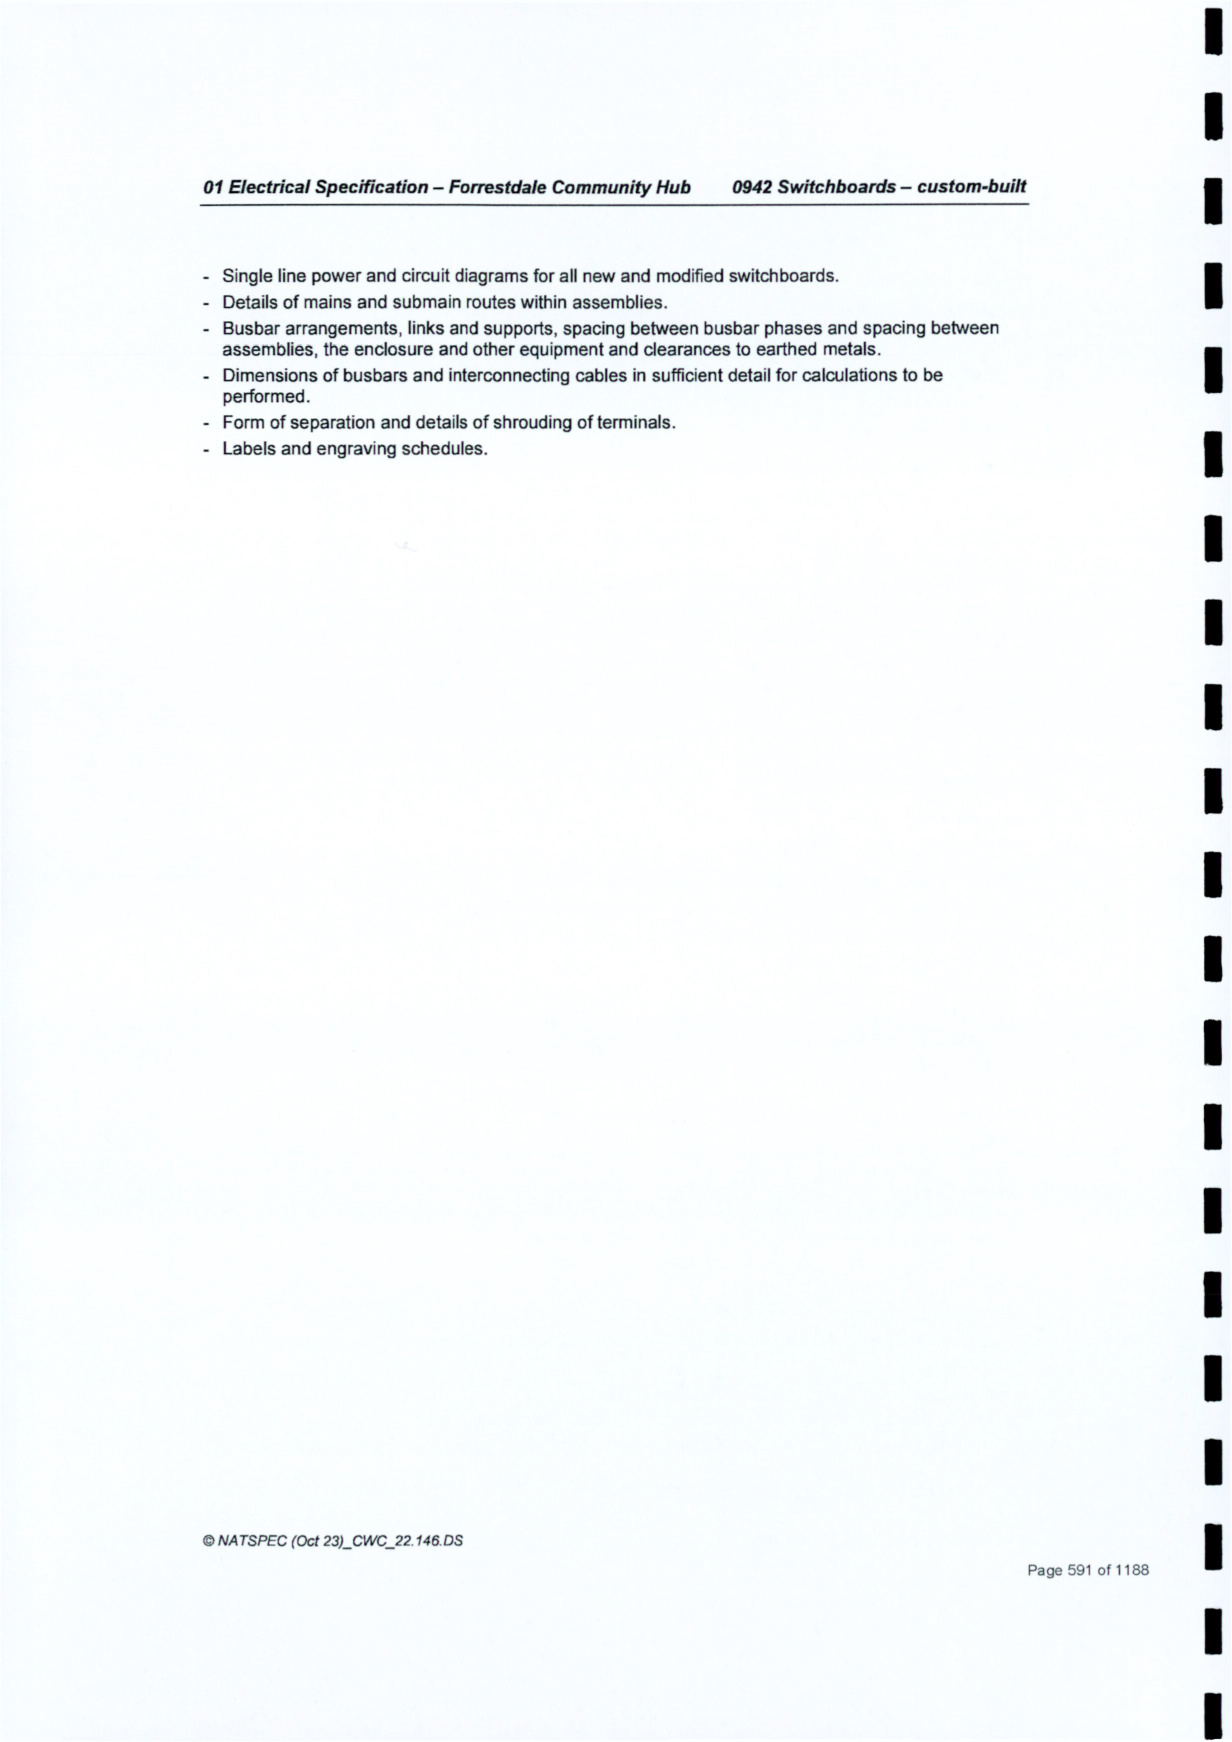 01 Electrical Specification – Forrestdale Community Hub 0942 Switchboards – custom-built
- Single line power and circuit diagrams for all new and modified switchboards.
- Details of mains and submain routes within assemblies.
- Busbar arrangements, links and supports, spacing between busbar phases and spacing between
assemblies, the enclosure and other equipment and clearances to earthed metals.
- Dimensions of busbars and interconnecting cables in sufficient detail for calculations to be
performed.
- Form of separation and details of shrouding of terminals.
- Labels and engraving schedules.
© NATSPEC (Oct 23)_CWC_22.146.DS
Page 591 of 1188